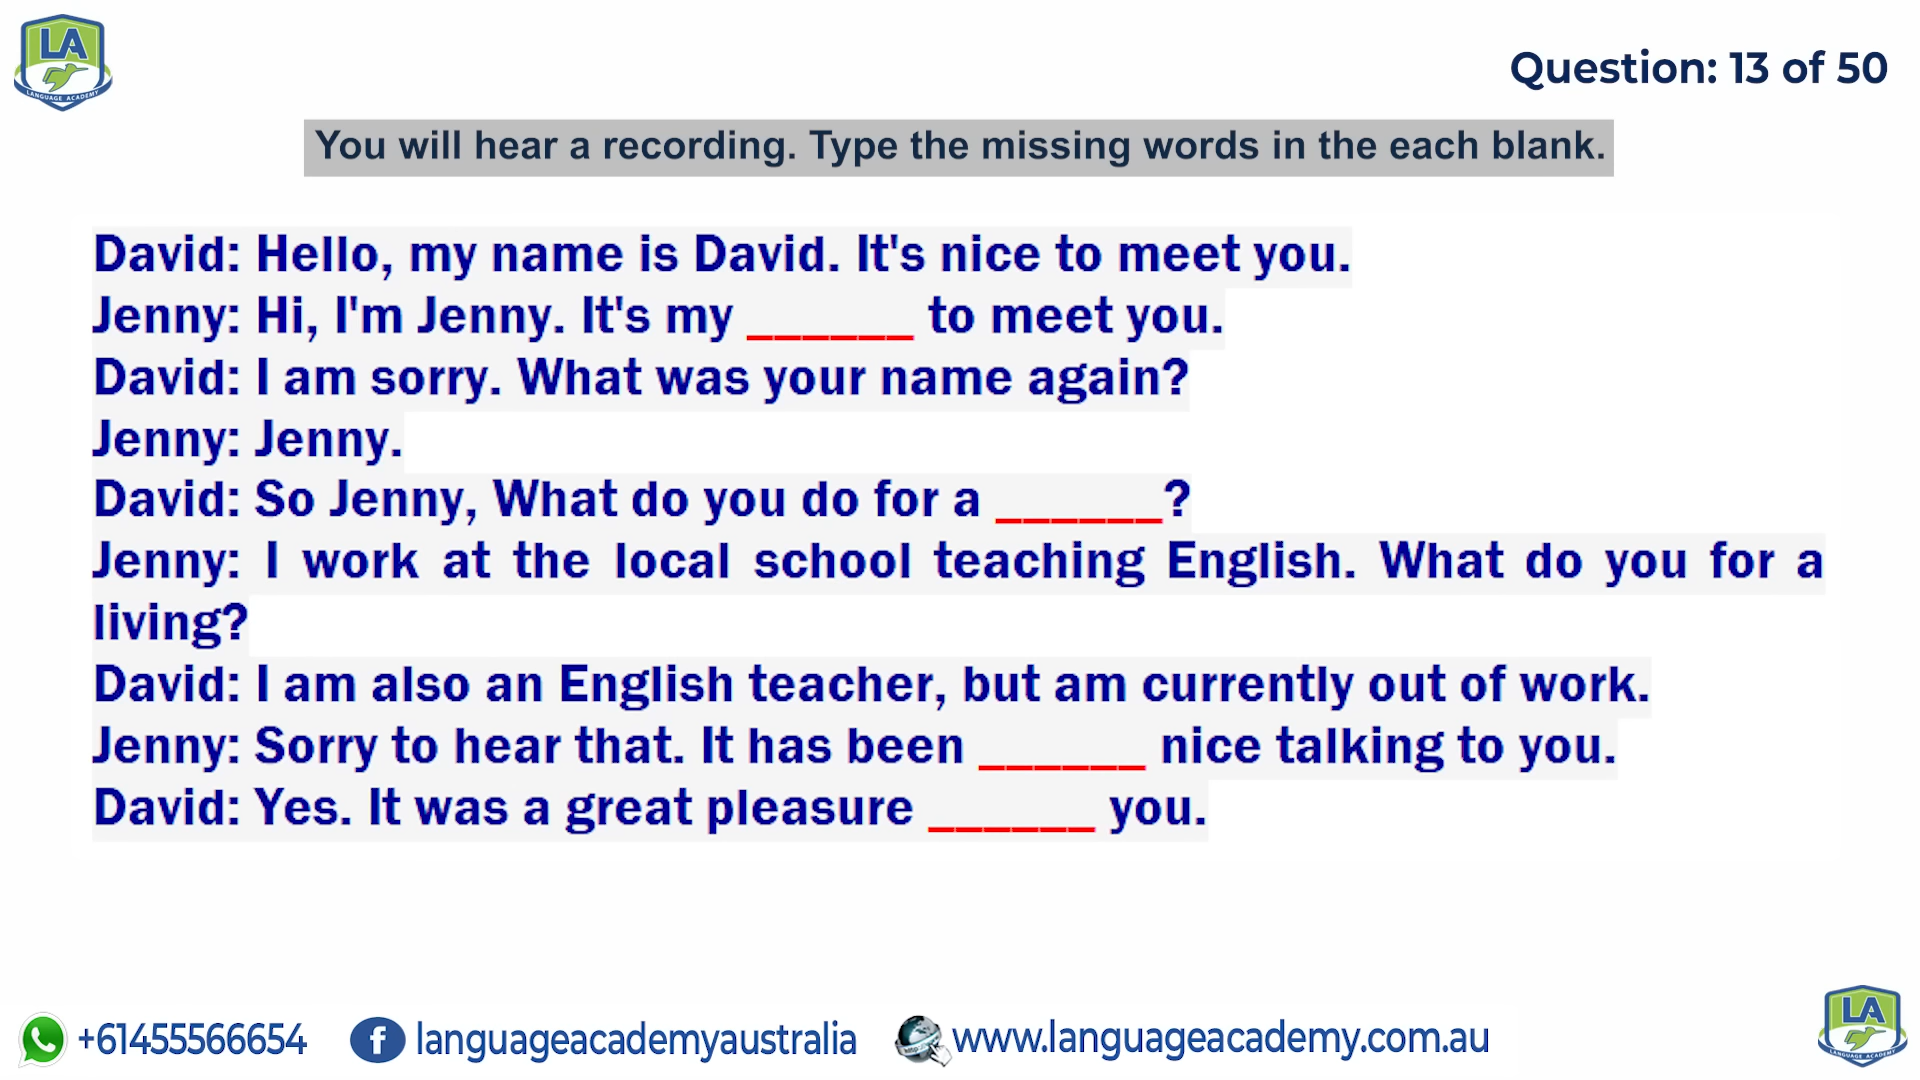 LA
LANGUAGE ACADEMY
Question: 13 of 50
You will hear a recording. Type the missing words in the each blank.
David: Hello, my name is David. It's nice to meet you.
Jenny: Hi, I'm Jenny. It's my ______ to meet you.
David: I am sorry. What was your name again?
Jenny: Jenny.
David: So Jenny, What do you do for a ______?
Jenny: I work at the local school teaching English. What do you for a
living?
David: I am also an English teacher, but am currently out of work.
Jenny: Sorry to hear that. It has been ______ nice talking to you.
David: Yes. It was a great pleasure ______ you.
+61455566654
f languageacademyaustralia
http:// www.languageacademy.com.au
LA
LANGUAGE ACADEMY